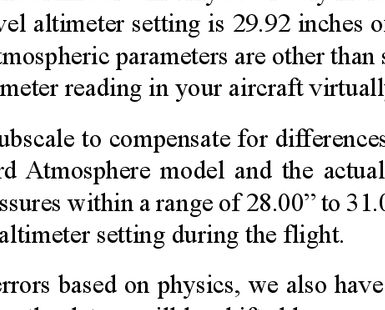 vel altimeter setting is 29.92 inches o
tmospheric parameters are other than s
meter reading in your aircraft virtuall
ubscale to compensate for differences
rd Atmosphere model and the actual
ssures within a range of 28.00” to 31.0
altimeter setting during the flight.
errors based on physics, we also have